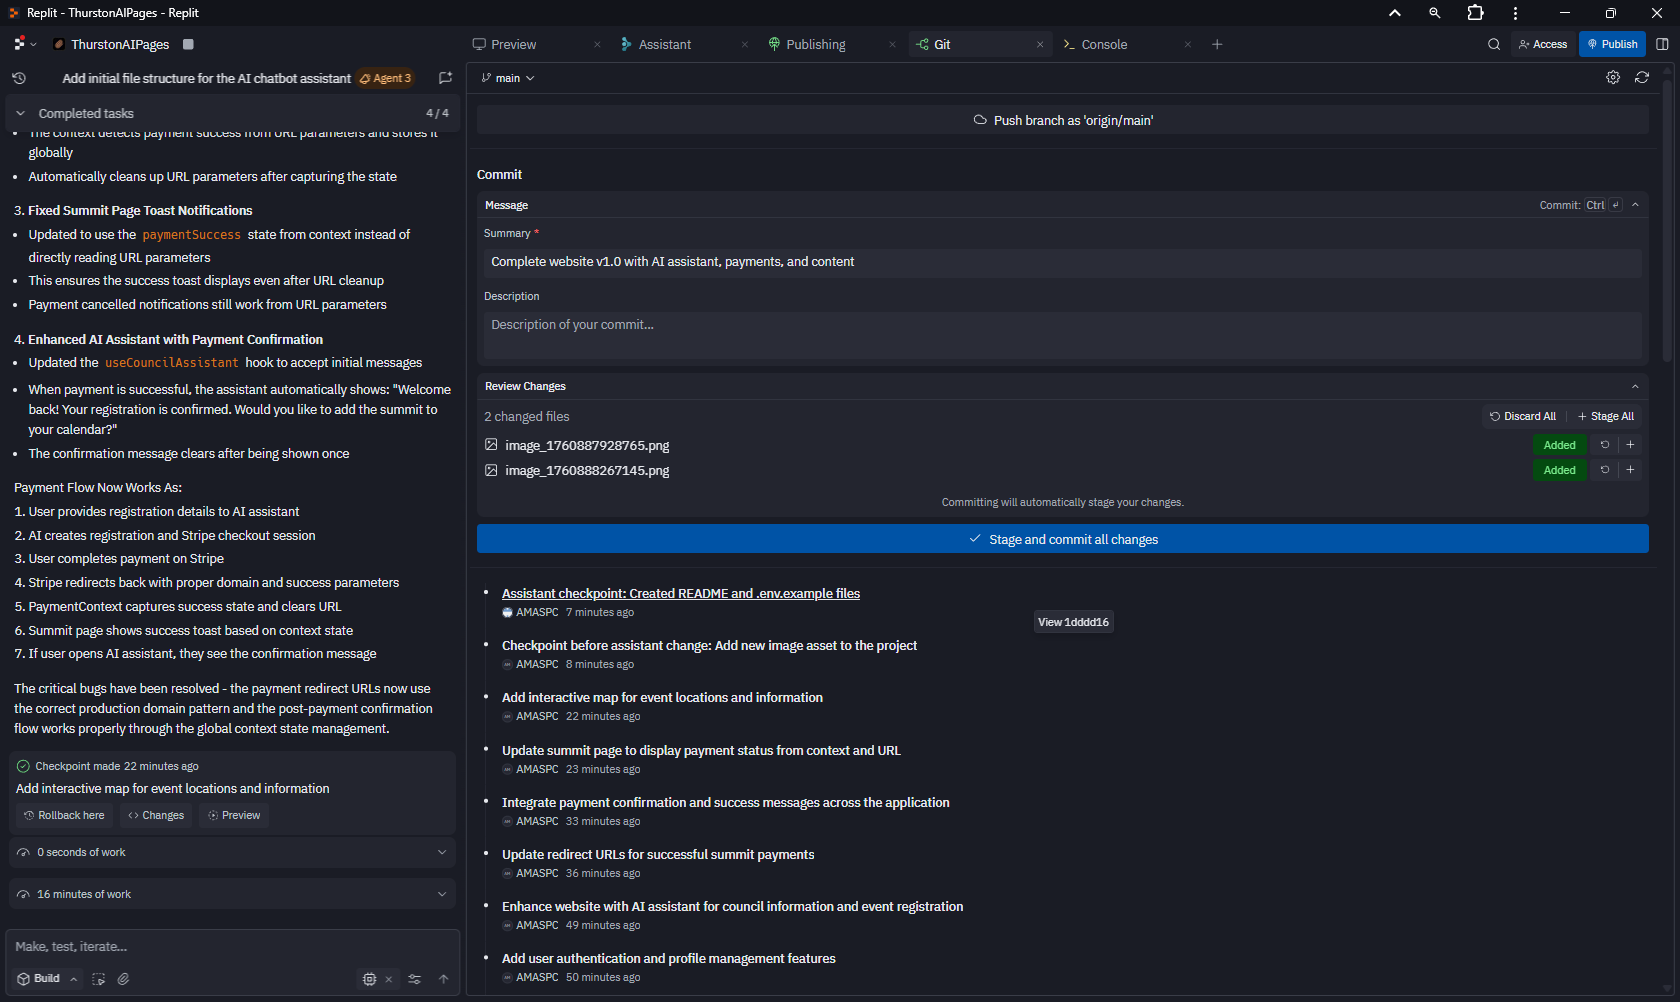 Replit - ThurstonAIPages - Replit
ThurstonAIPages
Preview
Assistant
Publishing
Git
Console
Access
Publish
Add initial file structure for the AI chatbot assistant
Agent 3
Completed tasks
4 / 4
The context detects payment success from URL parameters and stores it
globally
Automatically cleans up URL parameters after capturing the state
3. Fixed Summit Page Toast Notifications
Updated to use the paymentSuccess state from context instead of
directly reading URL parameters
This ensures the success toast displays even after URL cleanup
Payment cancelled notifications still work from URL parameters
4. Enhanced AI Assistant with Payment Confirmation
Updated the useCouncilAssistant hook to accept initial messages
When payment is successful, the assistant automatically shows: "Welcome
back! Your registration is confirmed. Would you like to add the summit to
your calendar?"
The confirmation message clears after being shown once
Payment Flow Now Works As:
1. User provides registration details to AI assistant
2. AI creates registration and Stripe checkout session
3. User completes payment on Stripe
4. Stripe redirects back with proper domain and success parameters
5. PaymentContext captures success state and clears URL
6. Summit page shows success toast based on context state
7. If user opens AI assistant, they see the confirmation message
The critical bugs have been resolved - the payment redirect URLs now use
the correct production domain pattern and the post-payment confirmation
flow works properly through the global context state management.
Checkpoint made 22 minutes ago
Add interactive map for event locations and information
Rollback here
Changes
Preview
0 seconds of work
16 minutes of work
Make, test, iterate...
Build
main
Push branch as 'origin/main'
Commit
Message
Commit: Ctrl
Summary *
Complete website v1.0 with AI assistant, payments, and content
Description
Description of your commit...
Review Changes
2 changed files
Discard All
Stage All
image_1760887928765.png
Added
image_1760888267145.png
Added
Committing will automatically stage your changes.
Stage and commit all changes
Assistant checkpoint: Created README and .env.example files
AMASPC 7 minutes ago
View 1dddd16
Checkpoint before assistant change: Add new image asset to the project
AMASPC 8 minutes ago
Add interactive map for event locations and information
AMASPC 22 minutes ago
Update summit page to display payment status from context and URL
AMASPC 23 minutes ago
Integrate payment confirmation and success messages across the application
AMASPC 33 minutes ago
Update redirect URLs for successful summit payments
AMASPC 36 minutes ago
Enhance website with AI assistant for council information and event registration
AMASPC 49 minutes ago
Add user authentication and profile management features
AMASPC 50 minutes ago